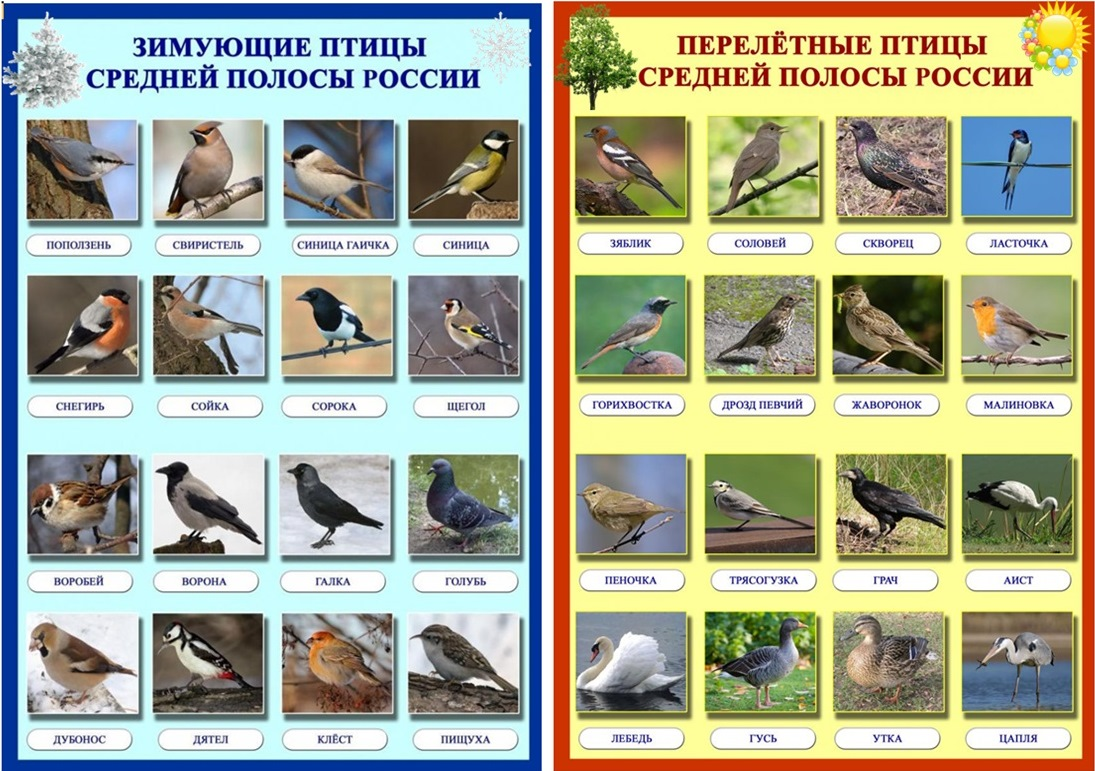 ЗИМУЮЩИЕ ПТИЦЫ
СРЕДНЕЙ ПОЛОСЫ РОССИИ
ПОПОЛЗЕНЬ
СВИРИСТЕЛЬ
СИНИЦА ГАИЧКА
СИНИЦА
СНЕГИРЬ
СОЙКА
СОРОКА
ЩЕГОЛ
ВОРОБЕЙ
ВОРОНА
ГАЛКА
ГОЛУБЬ
ДУБОНОС
ДЯТЕЛ
КЛЁСТ
ПИЩУХА
ПЕРЕЛЁТНЫЕ ПТИЦЫ
СРЕДНЕЙ ПОЛОСЫ РОССИИ
ЗЯБЛИК
СОЛОВЕЙ
СКВОРЕЦ
ЛАСТОЧКА
ГОРИХВОСТКА
ДРОЗД ПЕВЧИЙ
ЖАВОРОНОК
МАЛИНОВКА
ПЕНОЧКА
ТРЯСОГУЗКА
ГРАЧ
АИСТ
ЛЕБЕДЬ
ГУСЬ
УТКА
ЦАПЛЯ